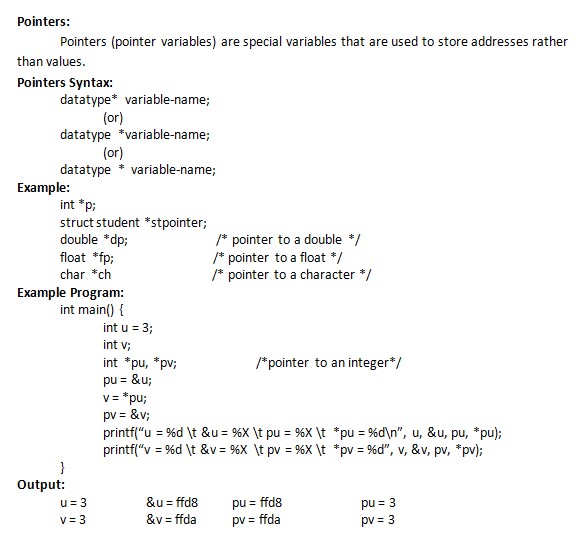 Pointers:
Pointers (pointer variables) are special variables that are used to store addresses rather
than values.
Pointers Syntax:
datatype* variable-name;
(or)
datatype *variable-name;
(or)
datatype * variable-name;
Example:
int *p;
struct student *stpointer;
double *dp; /* pointer to a double */
float *fp; /* pointer to a float */
char *ch /* pointer to a character */
Example Program:
int main() {
int u = 3;
int v;
int *pu, *pv; /*pointer to an integer*/
pu = &u;
v = *pu;
pv = &v;
printf(“u = %d \t &u = %X \t pu = %X \t *pu = %d\n”, u, &u, pu, *pu);
printf(“v = %d \t &v = %X \t pv = %X \t *pv = %d”, v, &v, pv, *pv);
}
Output:
u = 3 &u = ffd8 pu = ffd8 pu = 3
v = 3 &v = ffda pv = ffda pv = 3